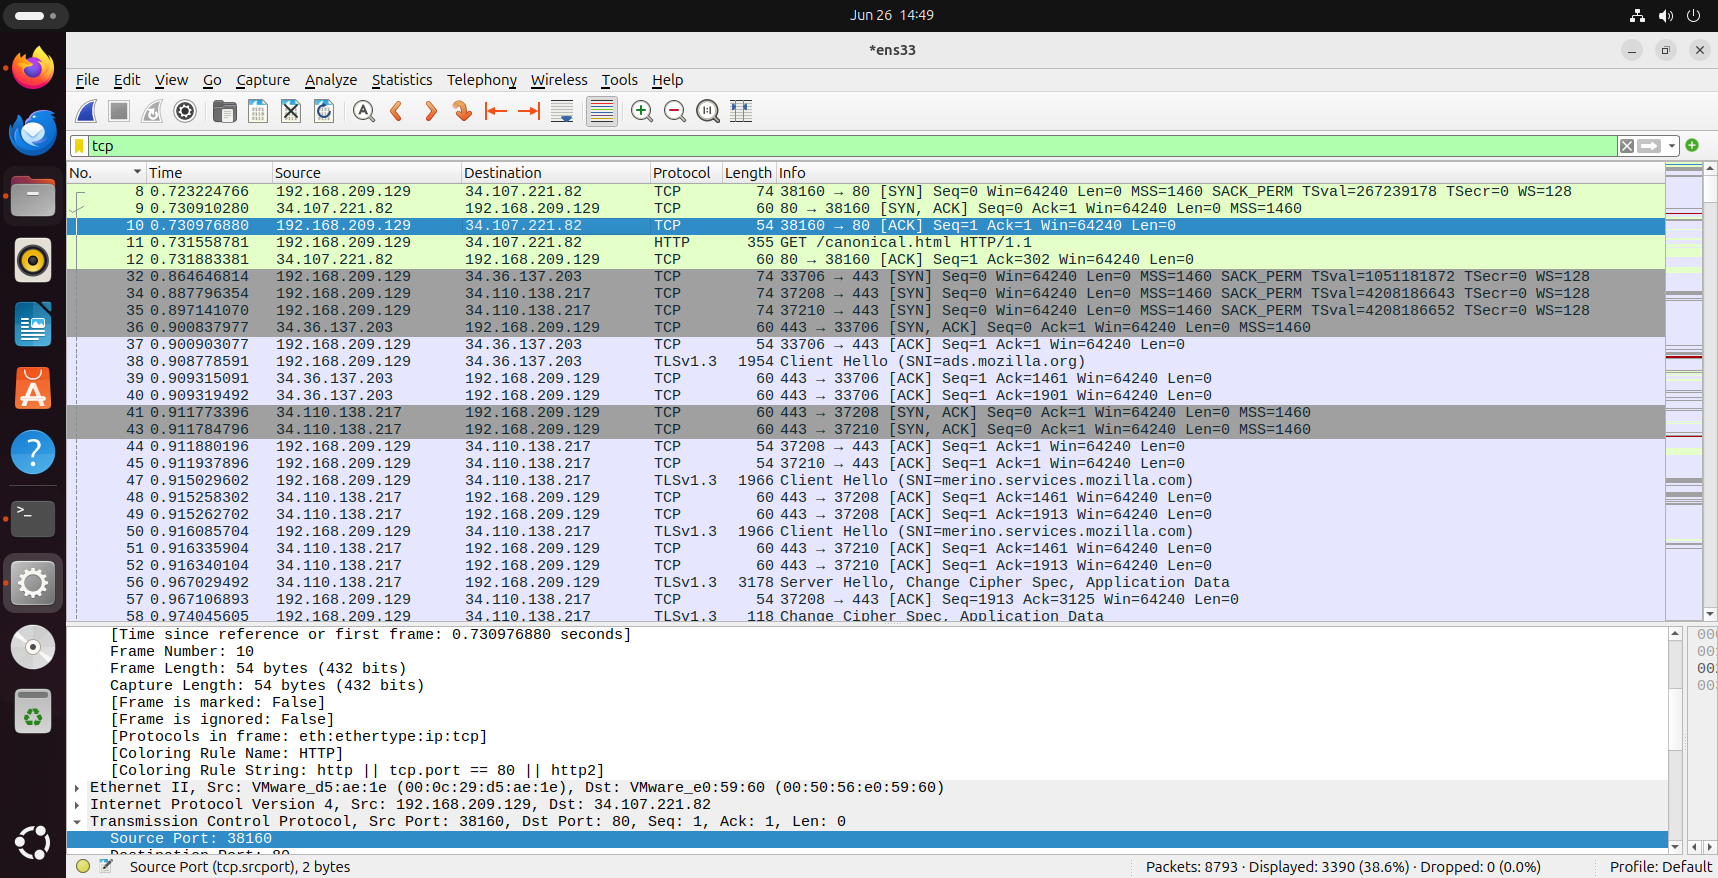 Jun 26 14:49
*ens33
File Edit View Go Capture Analyze Statistics Telephony Wireless Tools Help
tcp
No. Time Source Destination Protocol Length Info
8 0.723224766 192.168.209.129 34.107.221.82 TCP 74 38160 → 80 [SYN] Seq=0 Win=64240 Len=0 MSS=1460 SACK_PERM TSval=267239178 TSecr=0 WS=128
9 0.730910280 34.107.221.82 192.168.209.129 TCP 60 80 → 38160 [SYN, ACK] Seq=0 Ack=1 Win=64240 Len=0 MSS=1460
10 0.730976880 192.168.209.129 34.107.221.82 TCP 54 38160 → 80 [ACK] Seq=1 Ack=1 Win=64240 Len=0
11 0.731558781 192.168.209.129 34.107.221.82 HTTP 355 GET /canonical.html HTTP/1.1
12 0.731883381 34.107.221.82 192.168.209.129 TCP 60 80 → 38160 [ACK] Seq=1 Ack=302 Win=64240 Len=0
32 0.864646814 192.168.209.129 34.36.137.203 TCP 74 33706 → 443 [SYN] Seq=0 Win=64240 Len=0 MSS=1460 SACK_PERM TSval=1051181872 TSecr=0 WS=128
34 0.887796354 192.168.209.129 34.110.138.217 TCP 74 37208 → 443 [SYN] Seq=0 Win=64240 Len=0 MSS=1460 SACK_PERM TSval=4208186643 TSecr=0 WS=128
35 0.897141070 192.168.209.129 34.110.138.217 TCP 74 37210 → 443 [SYN] Seq=0 Win=64240 Len=0 MSS=1460 SACK_PERM TSval=4208186652 TSecr=0 WS=128
36 0.900837977 34.36.137.203 192.168.209.129 TCP 60 443 → 33706 [SYN, ACK] Seq=0 Ack=1 Win=64240 Len=0 MSS=1460
37 0.900903077 192.168.209.129 34.36.137.203 TCP 54 33706 → 443 [ACK] Seq=1 Ack=1 Win=64240 Len=0
38 0.908778591 192.168.209.129 34.36.137.203 TLSv1.3 1954 Client Hello (SNI=ads.mozilla.org)
39 0.909315091 34.36.137.203 192.168.209.129 TCP 60 443 → 33706 [ACK] Seq=1 Ack=1461 Win=64240 Len=0
40 0.909319492 34.36.137.203 192.168.209.129 TCP 60 443 → 33706 [ACK] Seq=1 Ack=1901 Win=64240 Len=0
41 0.911773396 34.110.138.217 192.168.209.129 TCP 60 443 → 37208 [SYN, ACK] Seq=0 Ack=1 Win=64240 Len=0 MSS=1460
43 0.911784796 34.110.138.217 192.168.209.129 TCP 60 443 → 37210 [SYN, ACK] Seq=0 Ack=1 Win=64240 Len=0 MSS=1460
44 0.911880196 192.168.209.129 34.110.138.217 TCP 54 37208 → 443 [ACK] Seq=1 Ack=1 Win=64240 Len=0
45 0.911937896 192.168.209.129 34.110.138.217 TCP 54 37210 → 443 [ACK] Seq=1 Ack=1 Win=64240 Len=0
47 0.915029602 192.168.209.129 34.110.138.217 TLSv1.3 1966 Client Hello (SNI=merino.services.mozilla.com)
48 0.915258302 34.110.138.217 192.168.209.129 TCP 60 443 → 37208 [ACK] Seq=1 Ack=1461 Win=64240 Len=0
49 0.915262702 34.110.138.217 192.168.209.129 TCP 60 443 → 37208 [ACK] Seq=1 Ack=1913 Win=64240 Len=0
50 0.916085704 192.168.209.129 34.110.138.217 TLSv1.3 1966 Client Hello (SNI=merino.services.mozilla.com)
51 0.916335904 34.110.138.217 192.168.209.129 TCP 60 443 → 37210 [ACK] Seq=1 Ack=1461 Win=64240 Len=0
52 0.916340104 34.110.138.217 192.168.209.129 TCP 60 443 → 37210 [ACK] Seq=1 Ack=1913 Win=64240 Len=0
56 0.967029492 34.110.138.217 192.168.209.129 TLSv1.3 3178 Server Hello, Change Cipher Spec, Application Data
57 0.967106893 192.168.209.129 34.110.138.217 TCP 54 37208 → 443 [ACK] Seq=1913 Ack=3125 Win=64240 Len=0
58 0.974045605 192.168.209.129 34.110.138.217 TLSv1.3 118 Change Cipher Spec, Application Data
[Time since reference or first frame: 0.730976880 seconds]
Frame Number: 10
Frame Length: 54 bytes (432 bits)
Capture Length: 54 bytes (432 bits)
[Frame is marked: False]
[Frame is ignored: False]
[Protocols in frame: eth:ethertype:ip:tcp]
[Coloring Rule Name: HTTP]
[Coloring Rule String: http || tcp.port == 80 || http2]
Ethernet II, Src: VMware_d5:ae:1e (00:0c:29:d5:ae:1e), Dst: VMware_e0:59:60 (00:50:56:e0:59:60)
Internet Protocol Version 4, Src: 192.168.209.129, Dst: 34.107.221.82
Transmission Control Protocol, Src Port: 38160, Dst Port: 80, Seq: 1, Ack: 1, Len: 0
Source Port: 38160
Destination Port: 80
Source Port (tcp.srcport), 2 bytes
Packets: 8793 · Displayed: 3390 (38.6%) · Dropped: 0 (0.0%)
Profile: Default